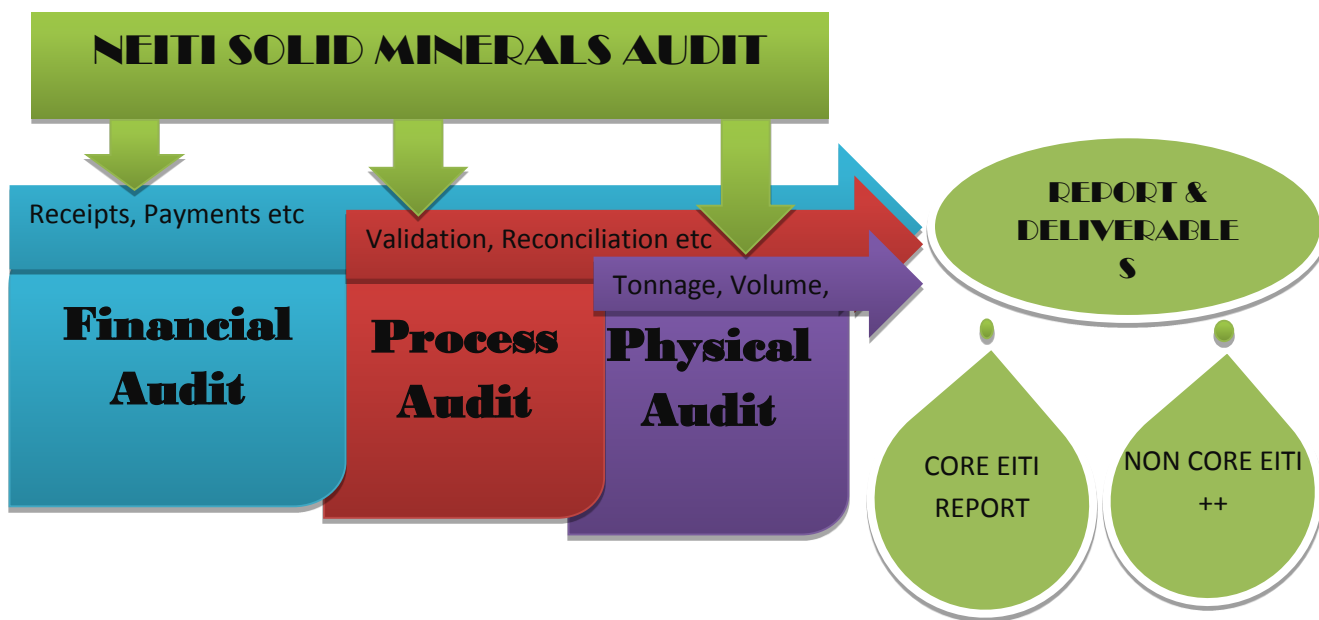 NEITI SOLID MINERALS AUDIT
Receipts, Payments etc
Validation, Reconciliation etc
Tonnage, Volume,
Financial
Audit
Process
Audit
Physical
Audit
REPORT &
DELIVERABLE
S
CORE EITI
REPORT
NON CORE EITI
++